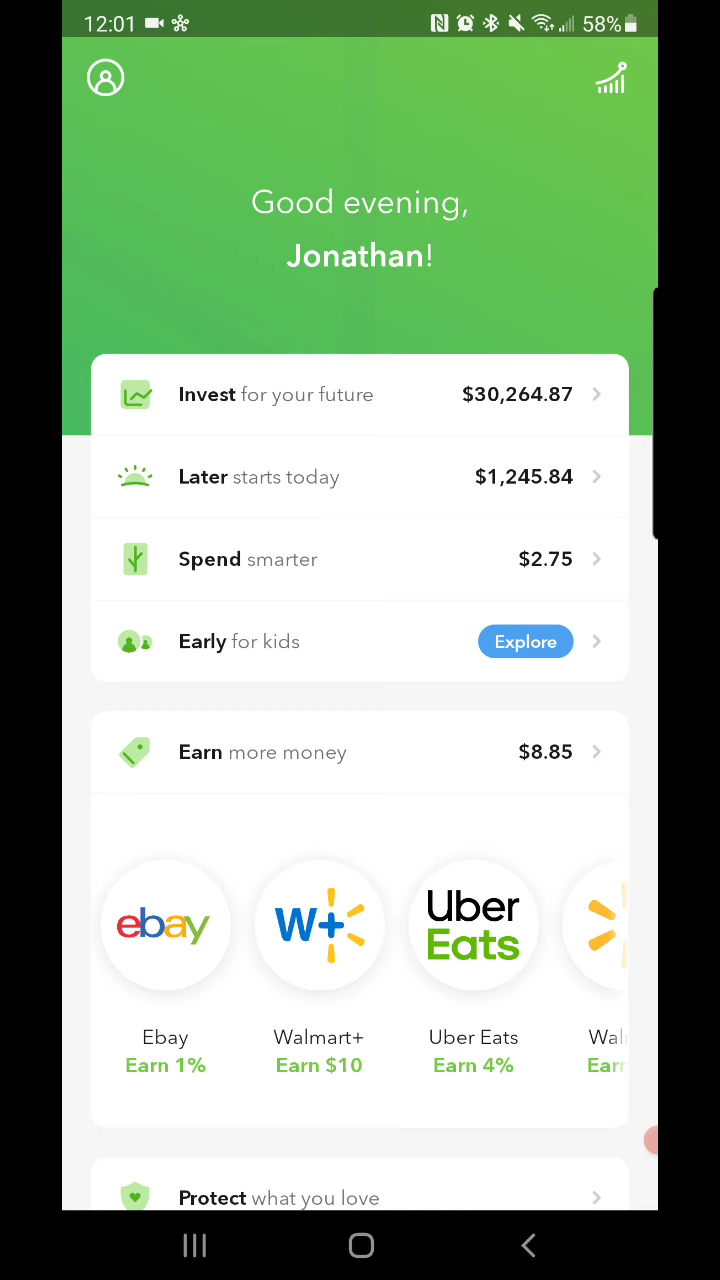 12:01 58%
Good evening,
Jonathan!
Invest for your future $30,264.87
Later starts today $1,245.84
Spend smarter $2.75
Early for kids Explore
Earn more money $8.85
ebay W+ Uber Eats
Ebay Walmart+ Uber Eats Wal
Earn 1% Earn $10 Earn 4% Earn
Protect what you love